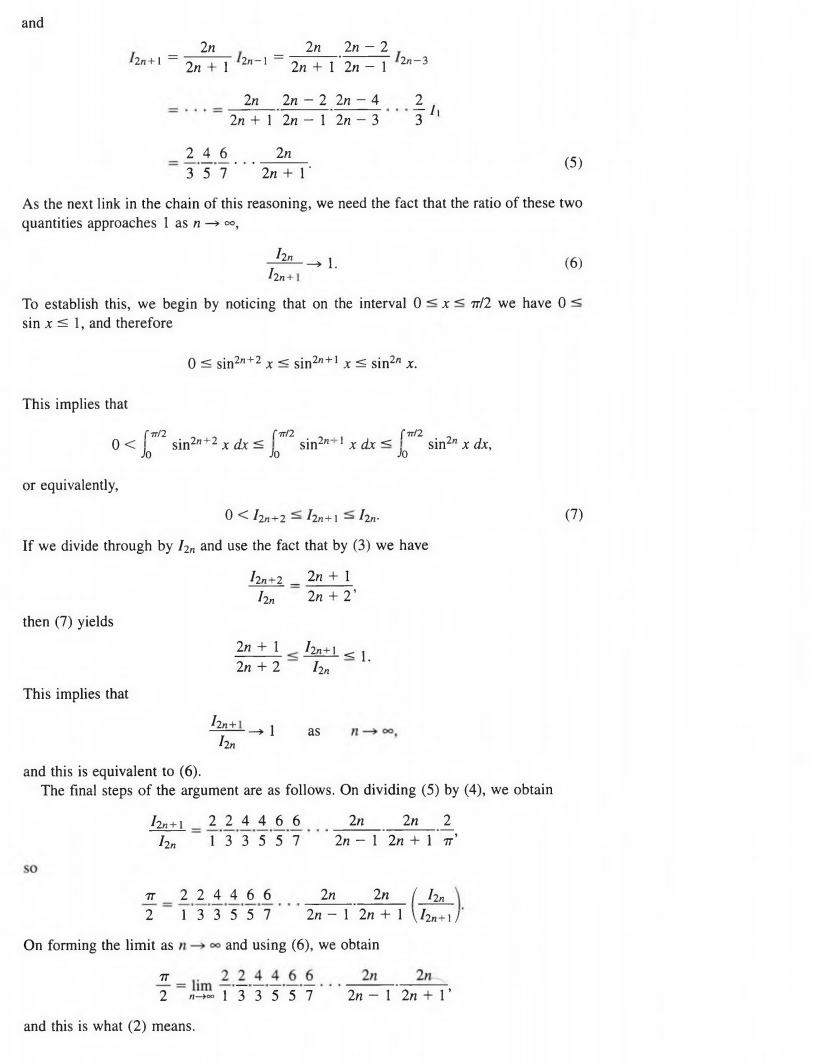 and
I_{2n+1} = \frac{2n}{2n + 1} I_{2n-1} = \frac{2n}{2n + 1} \cdot \frac{2n - 2}{2n - 1} I_{2n-3}
= \cdots = \frac{2n}{2n + 1} \cdot \frac{2n - 2}{2n - 1} \cdot \frac{2n - 4}{2n - 3} \cdots \frac{2}{3} I_1
= \frac{2}{3} \cdot \frac{4}{5} \cdot \frac{6}{7} \cdots \frac{2n}{2n + 1}. (5)
As the next link in the chain of this reasoning, we need the fact that the ratio of these two
quantities approaches 1 as n → ∞,
\frac{I_{2n}}{I_{2n+1}} → 1. (6)
To establish this, we begin by noticing that on the interval 0 ≤ x ≤ π/2 we have 0 ≤
sin x ≤ 1, and therefore
0 ≤ sin^{2n+2} x ≤ sin^{2n+1} x ≤ sin^{2n} x.
This implies that
0 < \int_0^{π/2} sin^{2n+2} x dx ≤ \int_0^{π/2} sin^{2n+1} x dx ≤ \int_0^{π/2} sin^{2n} x dx,
or equivalently,
0 < I_{2n+2} ≤ I_{2n+1} ≤ I_{2n}. (7)
If we divide through by I_{2n} and use the fact that by (3) we have
\frac{I_{2n+2}}{I_{2n}} = \frac{2n + 1}{2n + 2},
then (7) yields
\frac{2n + 1}{2n + 2} ≤ \frac{I_{2n+1}}{I_{2n}} ≤ 1.
This implies that
\frac{I_{2n+1}}{I_{2n}} → 1 as n → ∞,
and this is equivalent to (6).
The final steps of the argument are as follows. On dividing (5) by (4), we obtain
\frac{I_{2n+1}}{I_{2n}} = \frac{2}{1} \cdot \frac{2}{3} \cdot \frac{4}{3} \cdot \frac{4}{5} \cdot \frac{6}{5} \cdot \frac{6}{7} \cdots \frac{2n}{2n - 1} \cdot \frac{2n}{2n + 1} \cdot \frac{2}{π},
so
\frac{π}{2} = \frac{2}{1} \cdot \frac{2}{3} \cdot \frac{4}{3} \cdot \frac{4}{5} \cdot \frac{6}{5} \cdot \frac{6}{7} \cdots \frac{2n}{2n - 1} \cdot \frac{2n}{2n + 1} \left( \frac{I_{2n}}{I_{2n+1}} \right).
On forming the limit as n → ∞ and using (6), we obtain
\frac{π}{2} = \lim_{n→∞} \frac{2}{1} \cdot \frac{2}{3} \cdot \frac{4}{3} \cdot \frac{4}{5} \cdot \frac{6}{5} \cdot \frac{6}{7} \cdots \frac{2n}{2n - 1} \cdot \frac{2n}{2n + 1},
and this is what (2) means.